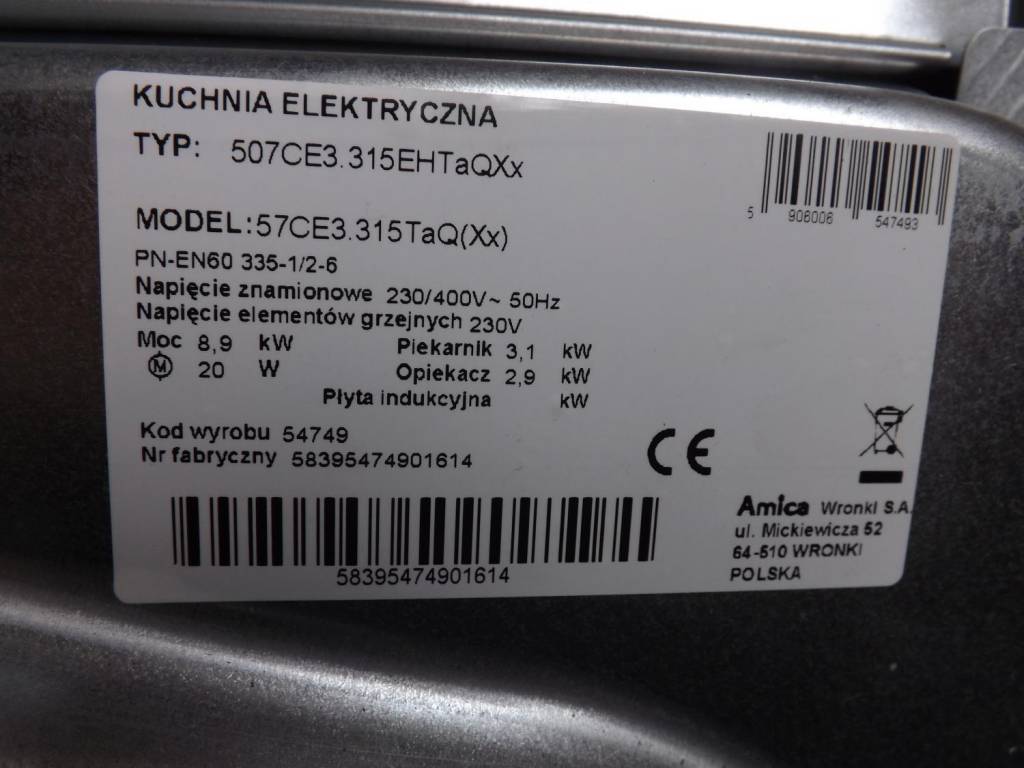 KUCHNIA ELEKTRYCZNA
TYP: 507CE3.315EHTaQXx
5 906006 547493
MODEL: 57CE3.315TaQ(Xx)
PN-EN60 335-1/2-6
Napięcie znamionowe 230/400V~ 50Hz
Napięcie elementów grzejnych 230V
Moc 8,9 kW Piekarnik 3,1 kW
M 20 W Opiekacz 2,9 kW
Płyta indukcyjna kW
Kod wyrobu 54749
Nr fabryczny 58395474901614
CE
58395474901614
Amica Wronki S.A.
ul. Mickiewicza 52
64-510 WRONKI
POLSKA